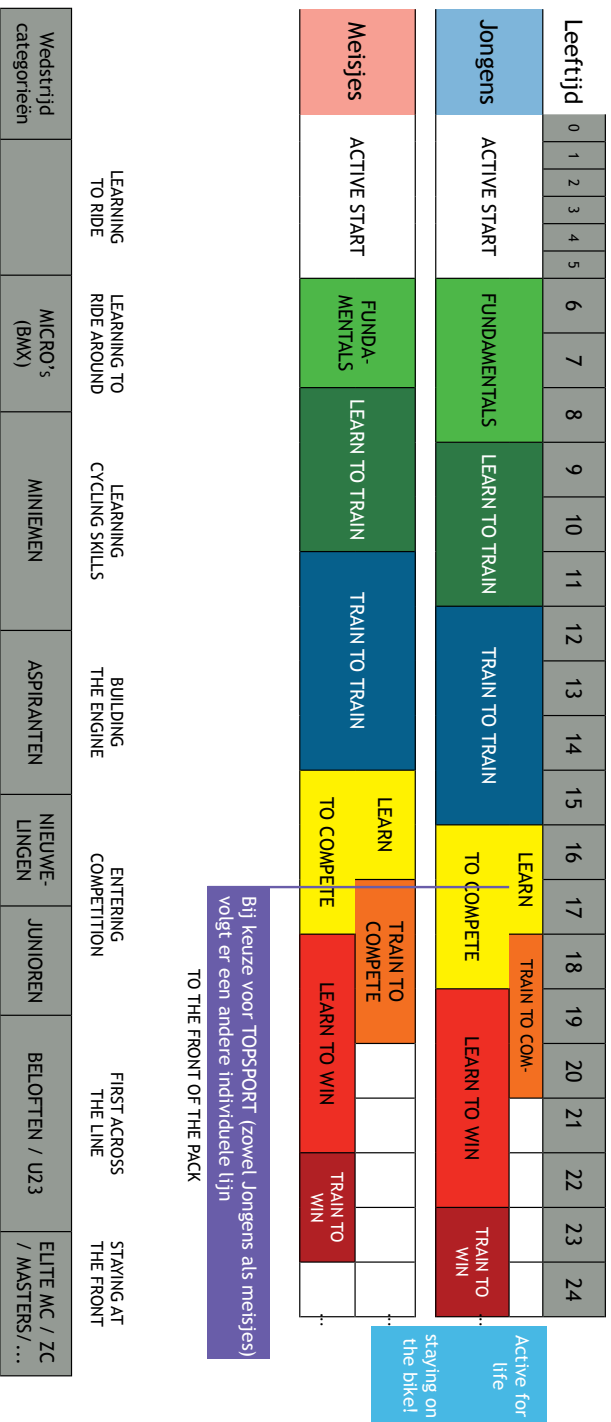 Leeftijd
0 1 2 3 4 5 6 7 8 9 10 11 12 13 14 15 16 17 18 19 20 21 22 23 24
Jongens
ACTIVE START
FUNDAMENTALS
LEARN TO TRAIN
TRAIN TO TRAIN
LEARN
TO COMPETE
TRAIN TO COM-
LEARN TO WIN
TRAIN TO
WIN
...
Active for
life
staying on
the bike!
Meisjes
ACTIVE START
FUNDA-
MENTALS
LEARN TO TRAIN
TRAIN TO TRAIN
LEARN
TO COMPETE
TRAIN TO
COMPETE
LEARN TO WIN
TRAIN TO
WIN
...
Bij keuze voor TOPSPORT (zowel Jongens als meisjes)
volgt er een andere individuele lijn
TO THE FRONT OF THE PACK
LEARNING
TO RIDE
LEARNING TO
RIDE AROUND
LEARNING
CYCLING SKILLS
BUILDING
THE ENGINE
ENTERING
COMPETITION
FIRST ACROSS
THE LINE
STAYING AT
THE FRONT
Wedstrijd
categorieën
MICRO's
(BMX)
MINIEMEN
ASPIRANTEN
NIEUWE-
LINGEN
JUNIOREN
BELOFTEN / U23
ELITE MC / ZC
/ MASTERS/...